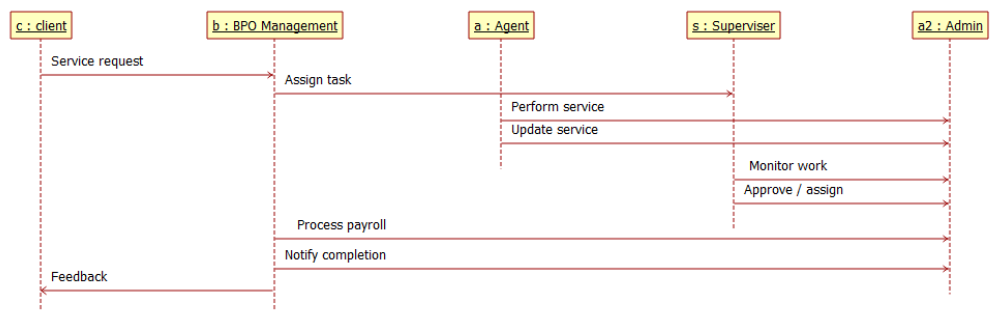 c : client
b : BPO Management
a : Agent
s : Superviser
a2 : Admin
Service request
Assign task
Perform service
Update service
Monitor work
Approve / assign
Process payroll
Notify completion
Feedback